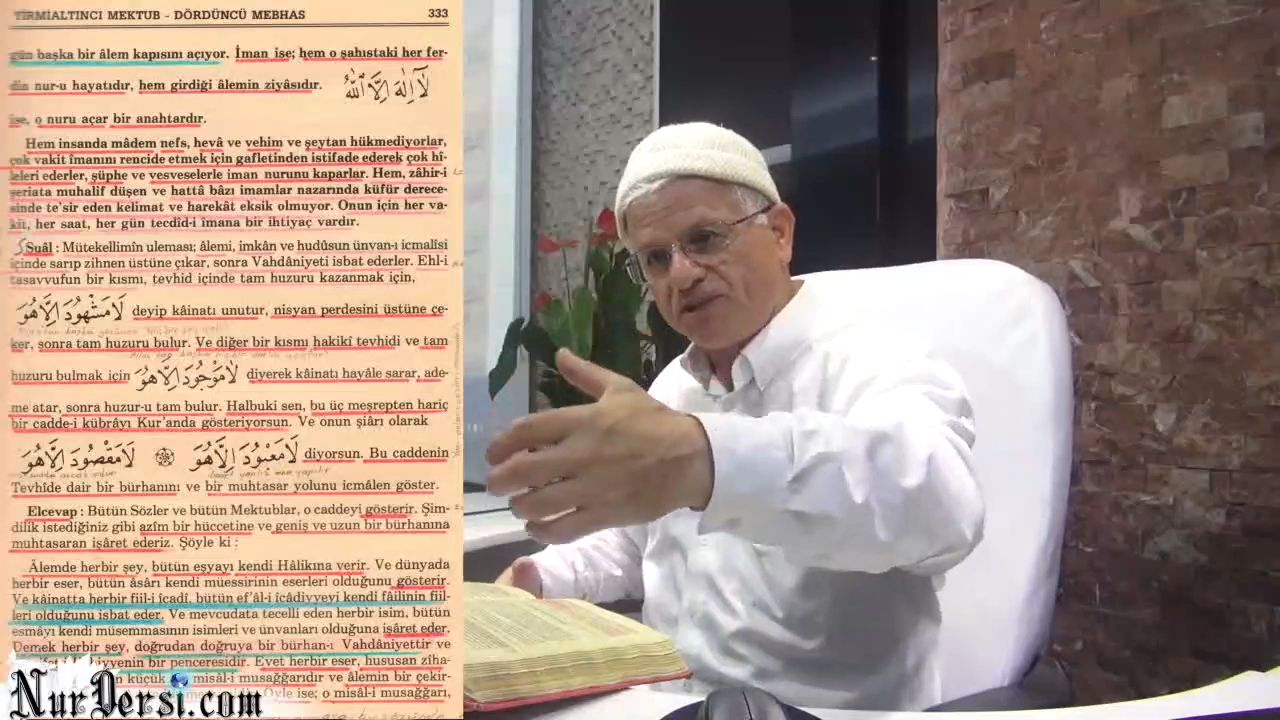 YİRMİALTINCI MEKTUB - DÖRDÜNCÜ MEBHAS 333
gün başka bir âlem kapısını açıyor. İman ise; hem o şahıstaki her fer-
din nur-u hayatıdır, hem girdiği âlemin ziyâsıdır. لَٓا اِلٰهَ اِلَّا اللّٰهُ
ise, o nuru açar bir anahtardır.
Hem insanda mâdem nefs, hevâ ve vehim ve şeytan hükmediyorlar,
çok vakit îmanını rencide etmek için gafletinden istifade ederek çok hî-
leleri ederler, şüphe ve vesveselerle iman nurunu kaparlar. Hem, zâhir-i
şeriata muhalif düşen ve hattâ bâzı imamlar nazarında küfür derece-
sinde te'sir eden kelimat ve harekât eksik olmuyor. Onun için her va-
kit, her saat, her gün tecdîd-i îmana bir ihtiyaç vardır.
Suâl : Mütekellimîn uleması; âlemi, imkân ve hudûsun ünvan-ı icmalîsi
içinde sarıp zihnen üstüne çıkar, sonra Vahdâniyeti isbat ederler. Ehl-i
tasavvufun bir kısmı, tevhid içinde tam huzuru kazanmak için,
لَا مَشْهُودَ اِلَّا هُوَ deyip kâinatı unutur, nisyan perdesini üstüne çe-
ker, sonra tam huzuru bulur. Ve diğer bir kısmı hakikî tevhidi ve tam
huzuru bulmak için لَا مَوْجُودَ اِلَّا هُوَ diyerek kâinatı hayâle sarar, ade-
me atar, sonra huzur-u tam bulur. Halbuki sen, bu üç meşrepten hariç
bir cadde-i kübrâyı Kur'anda gösteriyorsun. Ve onun şiârı olarak
لَا مَعْبُودَ اِلَّا هُوَ ۞ لَا مَقْصُودَ اِلَّا هُوَ diyorsun. Bu caddenin
Tevhîde dair bir bürhanını ve bir muhtasar yolunu icmâlen göster.
Elcevap : Bütün Sözler ve bütün Mektublar, o caddeyi gösterir. Şim-
dilik istediğiniz gibi azîm bir hüccetine ve geniş ve uzun bir bürhanına
muhtasaran işâret ederiz. Şöyle ki :
Âlemde herbir şey, bütün eşyayı kendi Hâlikına verir. Ve dünyada
herbir eser, bütün âsârı kendi müessirinin eserleri olduğunu gösterir.
Ve kâinatta herbir fiil-i îcadî, bütün ef'âl-i îcâdiyyeyi kendi fâilinin fiil-
leri olduğunu isbat eder. Ve mevcudata tecelli eden herbir isim, bütün
esmâyı kendi müsemmasının isimleri ve ünvanları olduğuna işâret eder.
Demek herbir şey, doğrudan doğruya bir bürhan-ı Vahdâniyettir ve
bir penceresidir. Evet herbir eser, hususan zîha-
küçük misâl-i musağğarıdır ve âlemin bir çekir-
Öyle ise; o misâl-i musağğarı,
NurDersi.com